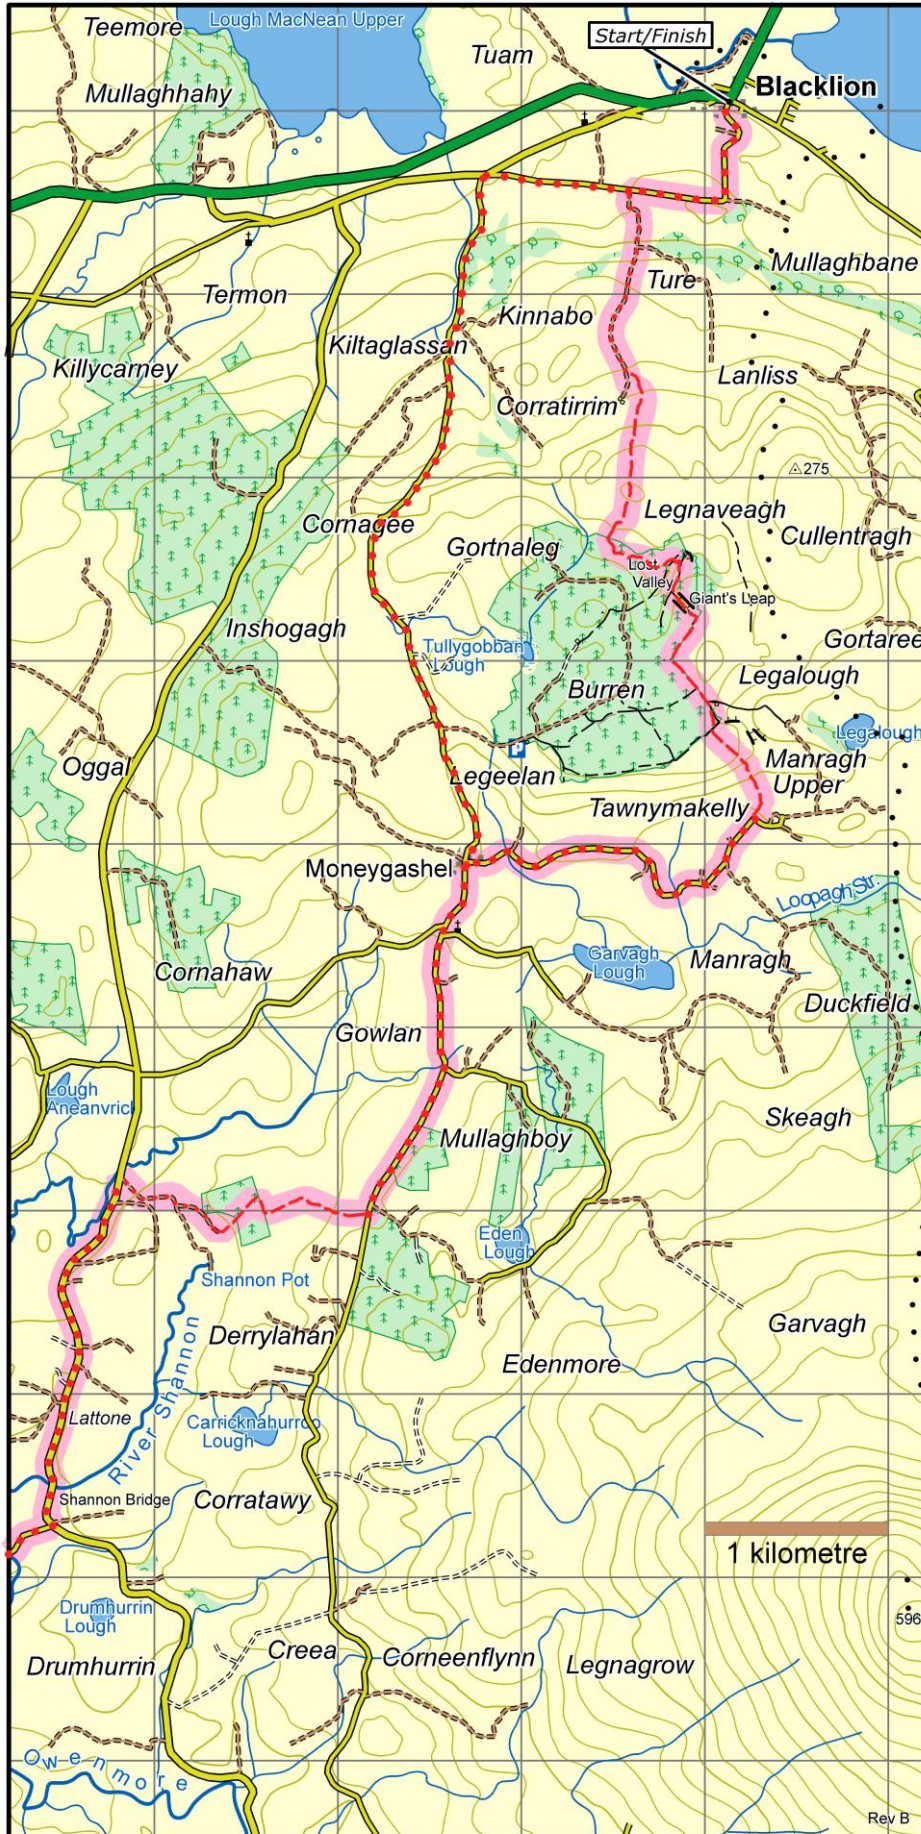 Teemore
Lough MacNean Upper
Tuam
Start/Finish
Blacklion
Mullaghhahy
Termon
Ture
Mullaghbane
Kinnabo
Killycarney
Kiltaglassan
Lanliss
Corratirrim
275
Cornagee
Legnaveagh
Gortnaleg
Cullentragh
Lost
Valley
Giant's Leap
Inshogagh
Tullygobban
Lough
Gortaree
Burren
Legalough
Legalough
P
Oggal
Legeelan
Manragh
Upper
Tawnymakelly
Moneygashel
Loopagh Str.
Cornahaw
Garvagh
Lough
Manragh
Duckfield
Gowlan
Lough
Aneanvrick
Mullaghboy
Skeagh
Eden
Lough
Shannon Pot
River Shannon
Derrylahan
Garvagh
Edenmore
Lattone
Carricknahurroo
Lough
Shannon Bridge
Corratawy
1 kilometre
Drumhurrin
Lough
596
Drumhurrin
Creea
Corneenflynn
Legnagrow
Owenmore
Rev B